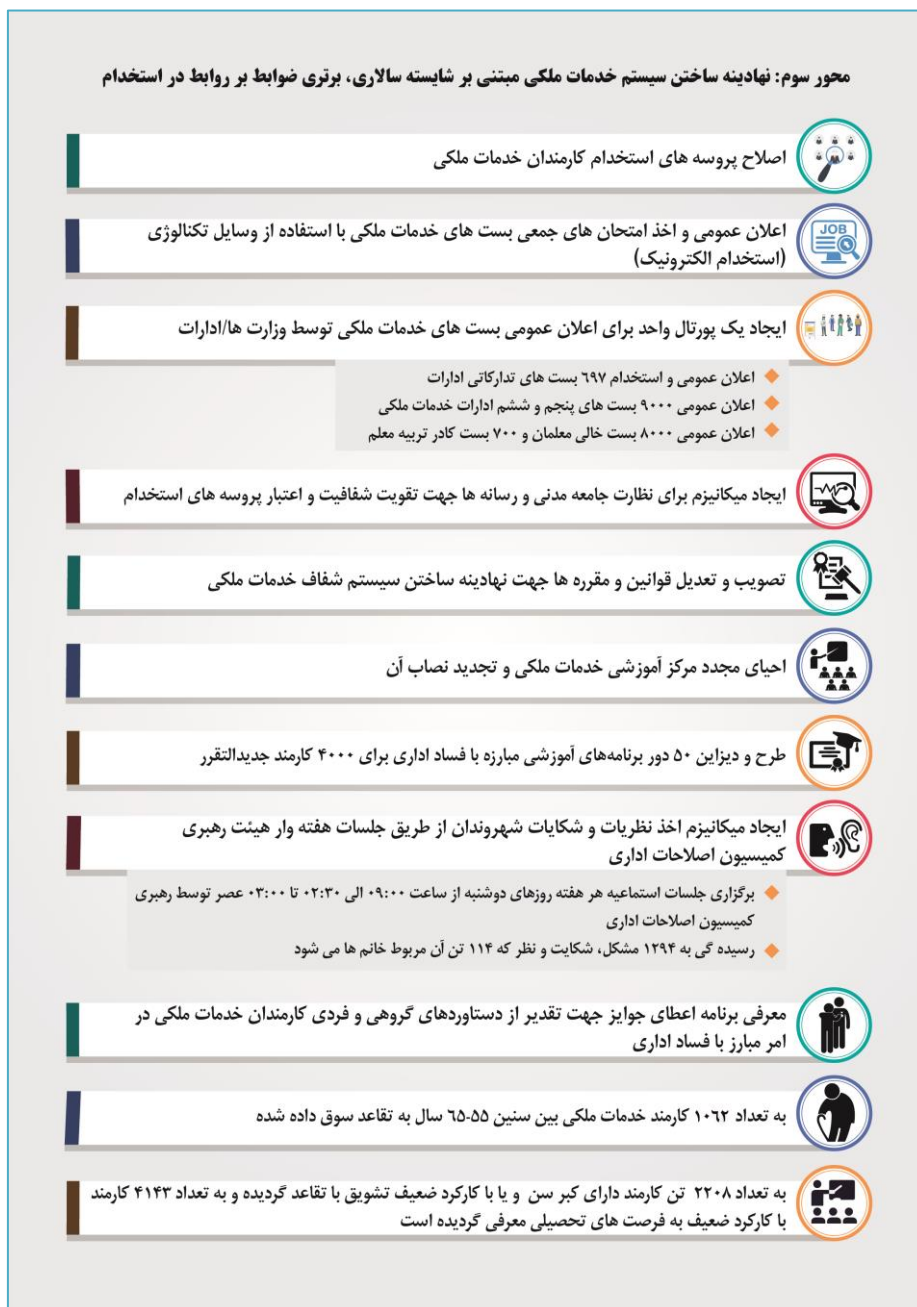 محور سوم: نهادینه ساختن سیستم خدمات ملکی مبتنی بر شایسته سالاری، برتری ضوابط بر روابط در استخدام
اصلاح پروسه های استخدام کارمندان خدمات ملکی
JOB
اعلان عمومی و اخذ امتحان های جمعی بست های خدمات ملکی با استفاده از وسایل تکنالوژی
(استخدام الکترونیک)
ایجاد یک پورتال واحد برای اعلان عمومی بست های خدمات ملکی توسط وزارت ها/ادارات
اعلان عمومی و استخدام ٦٩٧ بست های تدارکاتی ادارات
اعلان عمومی ۹۰۰۰ بست های پنجم و ششم ادارات خدمات ملکی
اعلان عمومی ۸۰۰۰ بست خالی معلمان و ۷۰۰ بست کادر تربیه معلم
ایجاد میکانیزم برای نظارت جامعه مدنی و رسانه ها جهت تقویت شفافیت و اعتبار پروسه های استخدام
تصویب و تعدیل قوانین و مقرره ها جهت نهادینه ساختن سیستم شفاف خدمات ملکی
احیای مجدد مرکز آموزشی خدمات ملکی و تجدید نصاب آن
طرح و دیزاین ۵۰ دور برنامه‌های آموزشی مبارزه با فساد اداری برای ۴۰۰۰ کارمند جدیدالتقرر
ایجاد میکانیزم اخذ نظریات و شکایات شهروندان از طریق جلسات هفته وار هیئت رهبری
کمیسیون اصلاحات اداری
برگزاری جلسات استماعیه هر هفته روزهای دوشنبه از ساعت ۰۹:۰۰ الی ۰۲:۳۰ تا ۰۳:۰۰ عصر توسط رهبری
کمیسیون اصلاحات اداری
رسیده گی به ۱۲۹۴ مشکل، شکایت و نظر که ۱۱۴ تن آن مربوط خانم ها می شود
معرفی برنامه اعطای جوایز جهت تقدیر از دستاوردهای گروهی و فردی کارمندان خدمات ملکی در
امر مبارز با فساد اداری
به تعداد ۱۰٦۲ کارمند خدمات ملکی بین سنین ۵۵-٦۵ سال به تقاعد سوق داده شده
به تعداد ۲۲۰۸ تن کارمند دارای کبر سن و یا با کارکرد ضعیف تشویق با تقاعد گردیده و به تعداد ۴۱۴۳ کارمند
با کارکرد ضعیف به فرصت های تحصیلی معرفی گردیده است